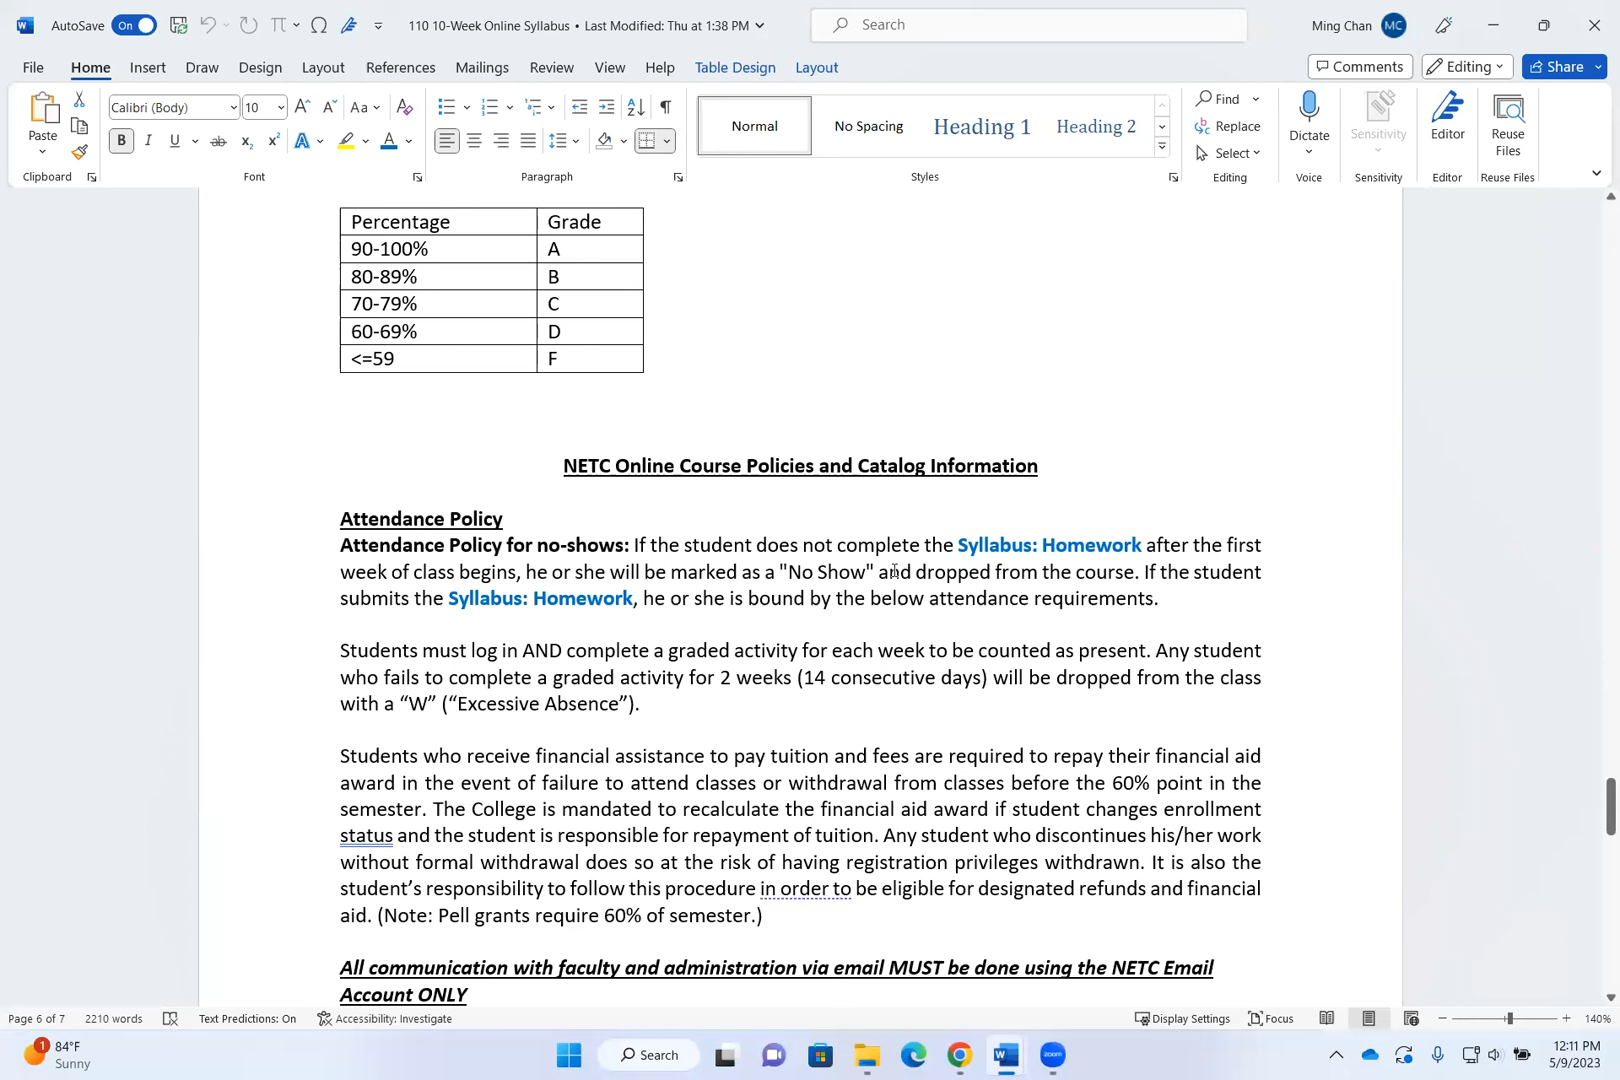 AutoSave On 110 10-Week Online Syllabus • Last Modified: Thu at 1:38 PM Search Ming Chan MC
File Home Insert Draw Design Layout References Mailings Review View Help Table Design Layout Comments Editing Share
Calibri (Body) 10 Aa
Paste B I U ab x₂ x² A A
Normal No Spacing Heading 1 Heading 2
Find
Replace
Select
Dictate Sensitivity Editor Reuse Files
Clipboard Font Paragraph Styles Editing Voice Sensitivity Editor Reuse Files
Percentage Grade
90-100% A
80-89% B
70-79% C
60-69% D
<=59 F
NETC Online Course Policies and Catalog Information
Attendance Policy
Attendance Policy for no-shows: If the student does not complete the Syllabus: Homework after the first
week of class begins, he or she will be marked as a "No Show" and dropped from the course. If the student
submits the Syllabus: Homework, he or she is bound by the below attendance requirements.
Students must log in AND complete a graded activity for each week to be counted as present. Any student
who fails to complete a graded activity for 2 weeks (14 consecutive days) will be dropped from the class
with a “W” (“Excessive Absence”).
Students who receive financial assistance to pay tuition and fees are required to repay their financial aid
award in the event of failure to attend classes or withdrawal from classes before the 60% point in the
semester. The College is mandated to recalculate the financial aid award if student changes enrollment
status and the student is responsible for repayment of tuition. Any student who discontinues his/her work
without formal withdrawal does so at the risk of having registration privileges withdrawn. It is also the
student’s responsibility to follow this procedure in order to be eligible for designated refunds and financial
aid. (Note: Pell grants require 60% of semester.)
All communication with faculty and administration via email MUST be done using the NETC Email
Account ONLY
Page 6 of 7 2210 words Text Predictions: On Accessibility: Investigate Display Settings Focus 140%
1 84°F
Sunny
Search
zoom
12:11 PM
5/9/2023